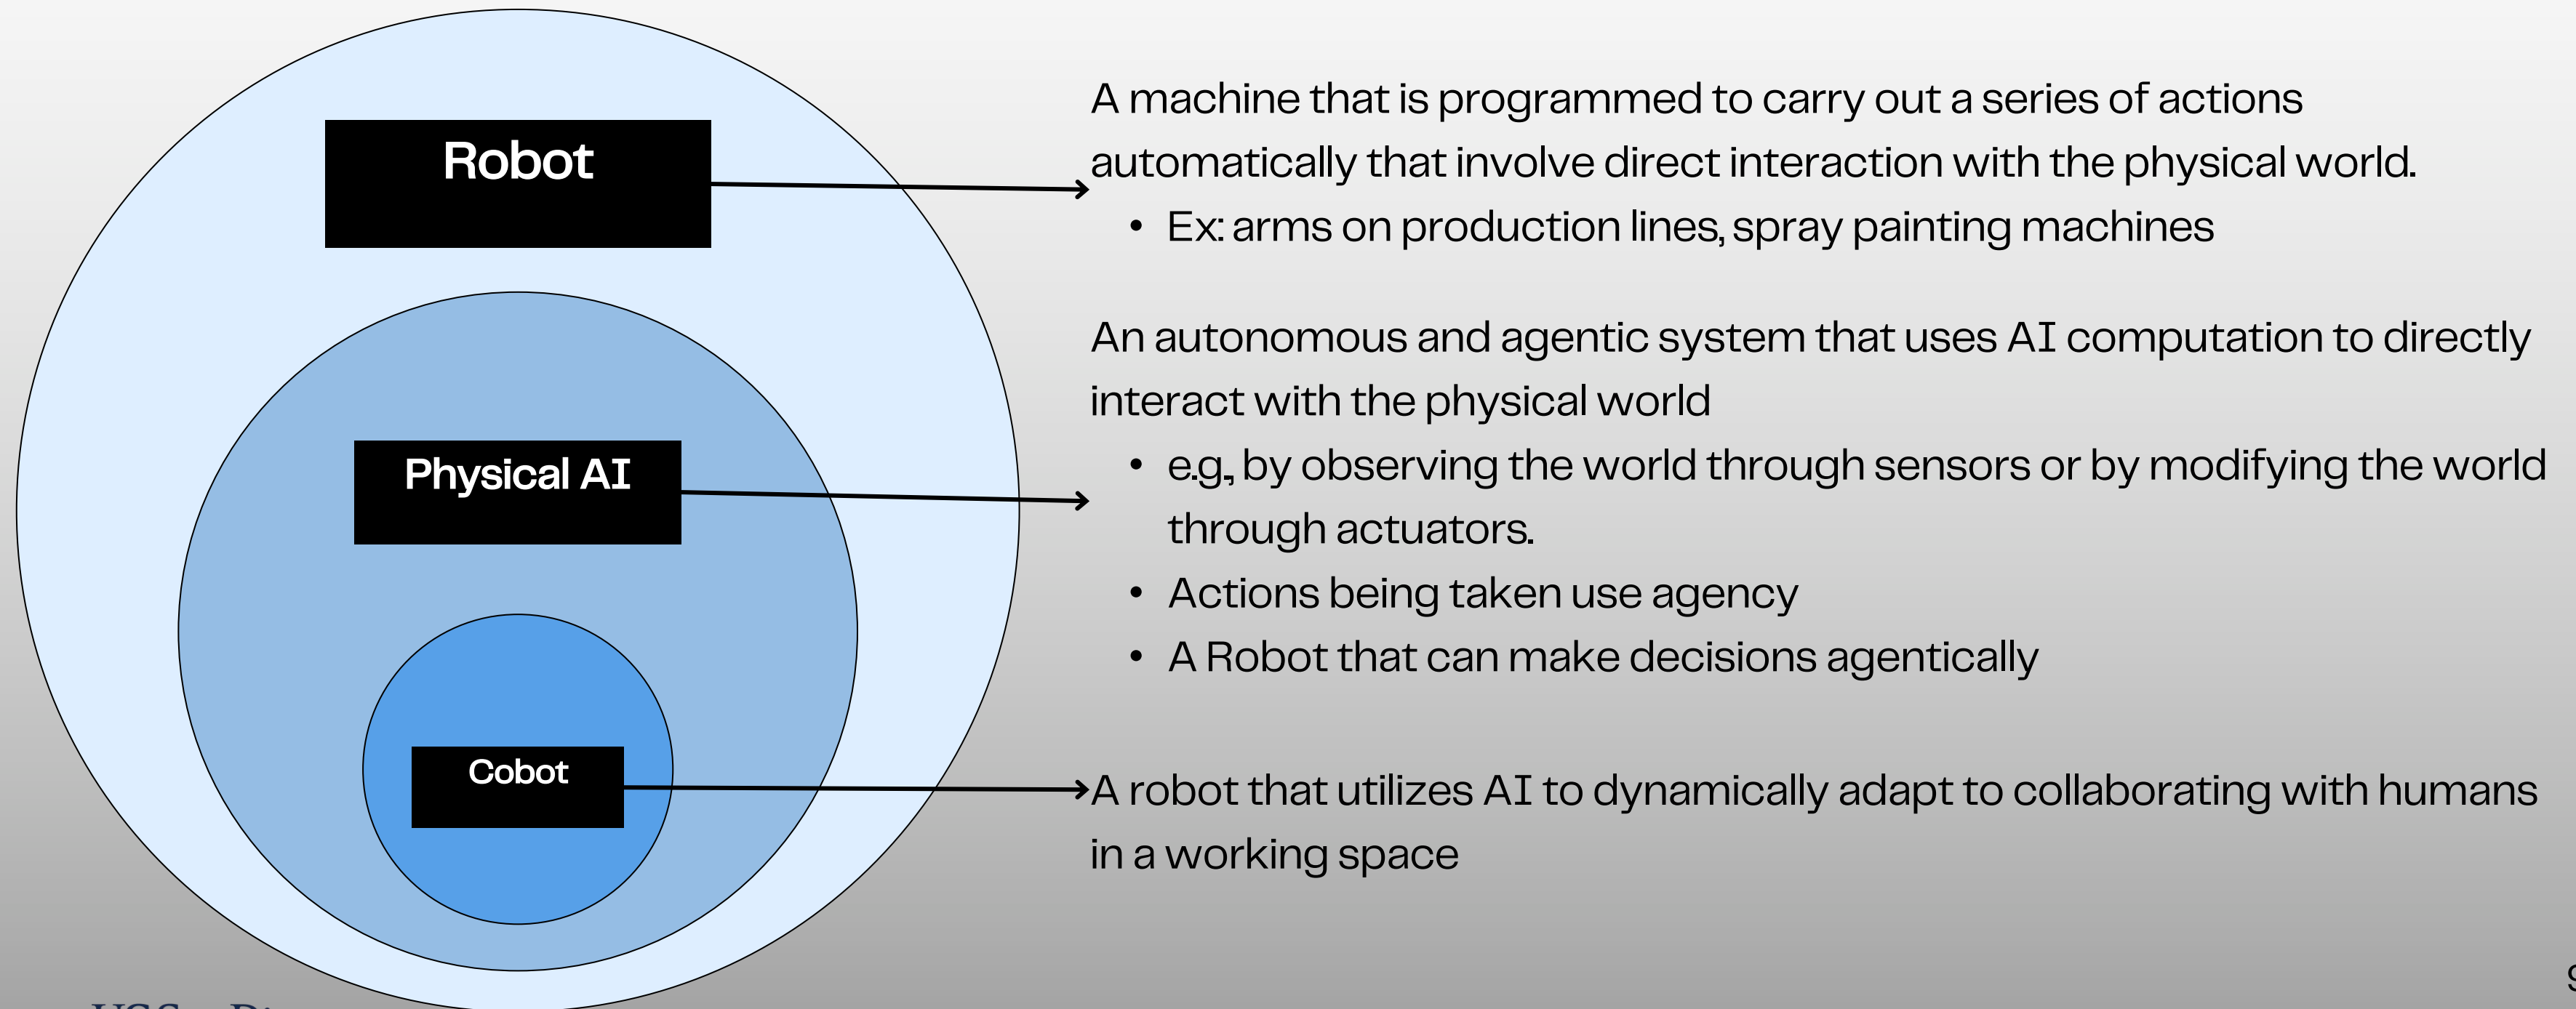 Robot
A machine that is programmed to carry out a series of actions
automatically that involve direct interaction with the physical world.
• Ex: arms on production lines, spray painting machines
Physical AI
An autonomous and agentic system that uses AI computation to directly
interact with the physical world
• e.g., by observing the world through sensors or by modifying the world
through actuators.
• Actions being taken use agency
• A Robot that can make decisions agentically
Cobot
A robot that utilizes AI to dynamically adapt to collaborating with humans
in a working space